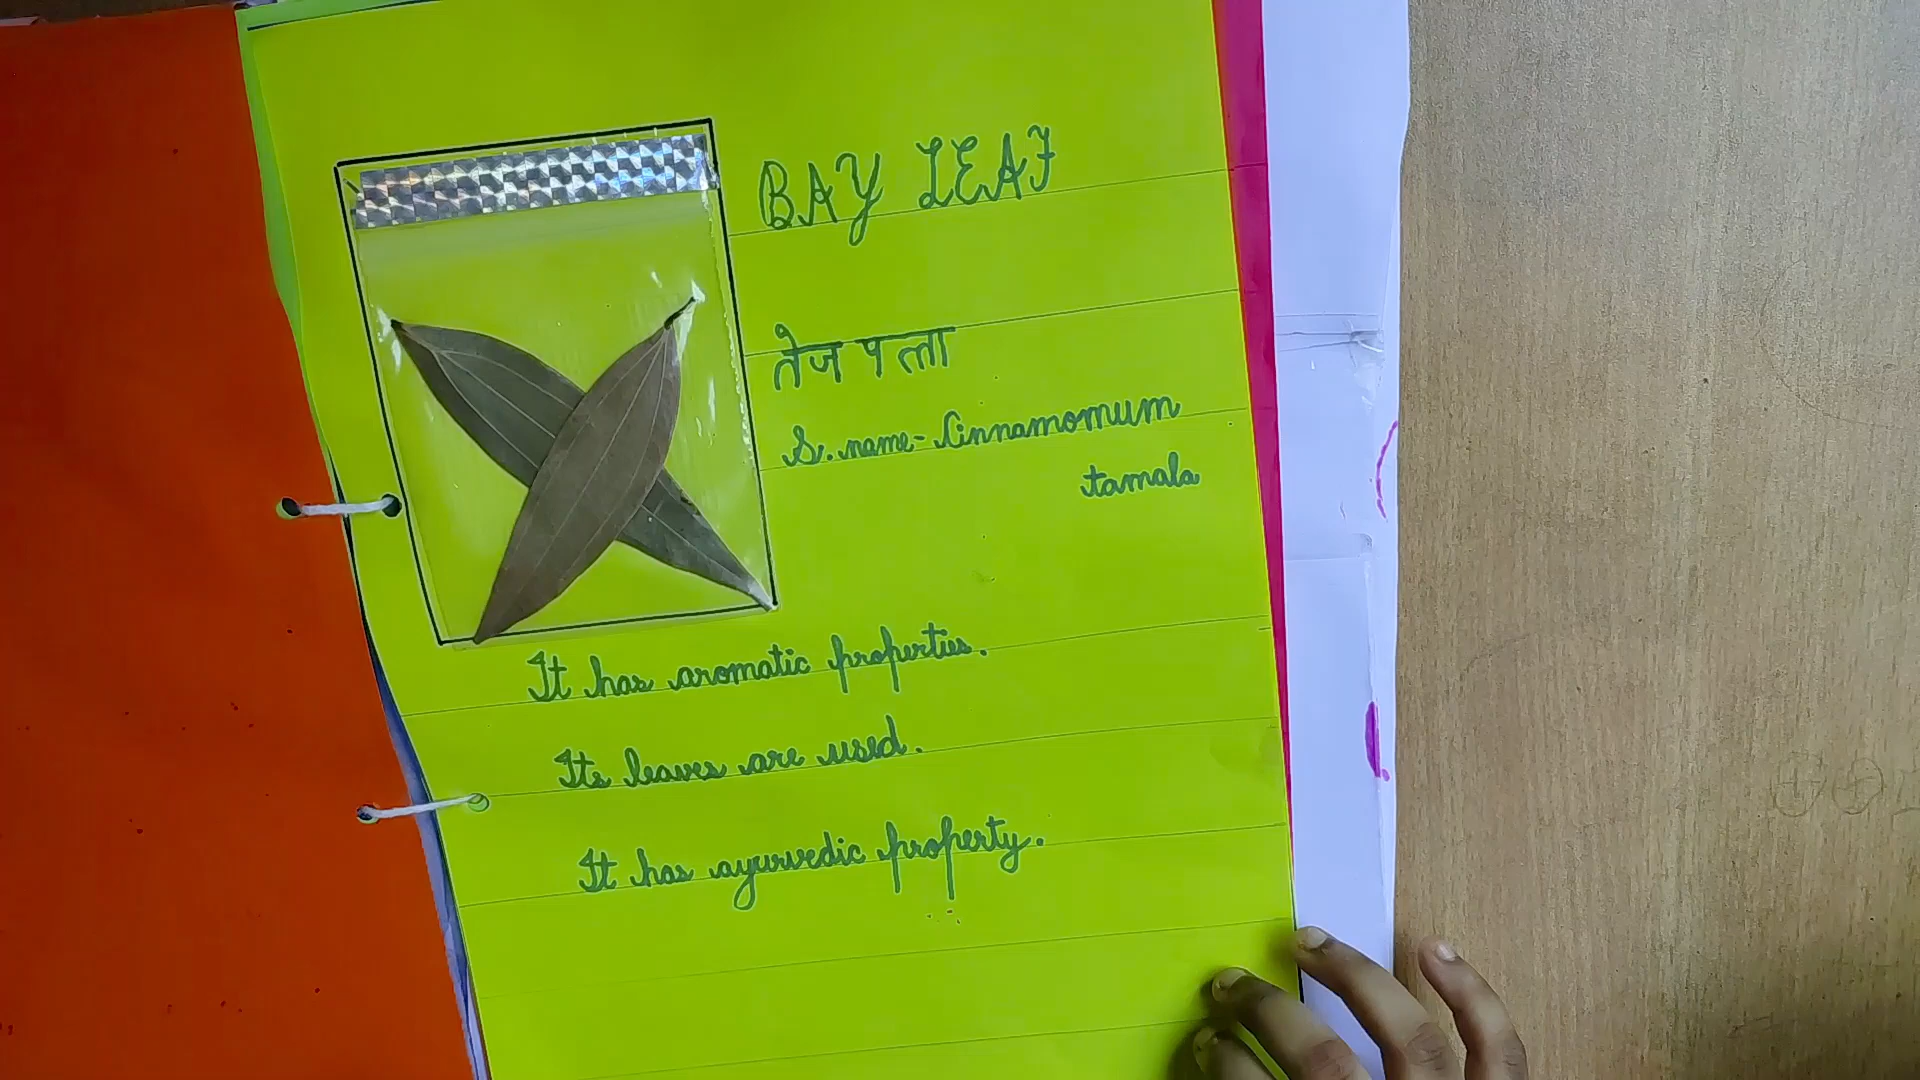 BAY LEAF
तेज पत्ता
S. name- Cinnamomum
tamala
It has aromatic properties.
Its leaves are used.
It has ayurvedic property.